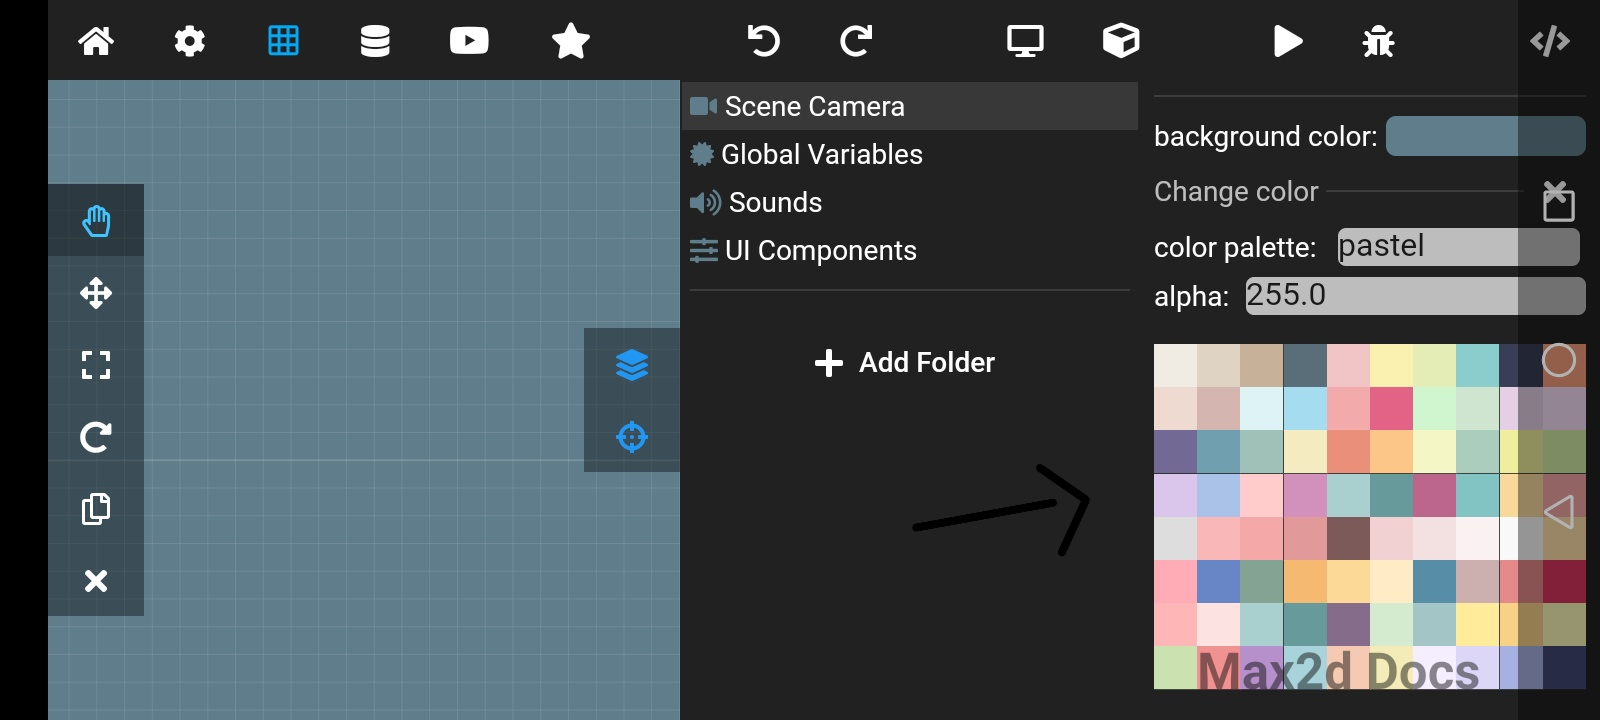 Scene Camera
Global Variables
Sounds
UI Components
Add Folder
background color:
Change color
color palette: pastel
alpha: 255.0
Max2d Docs